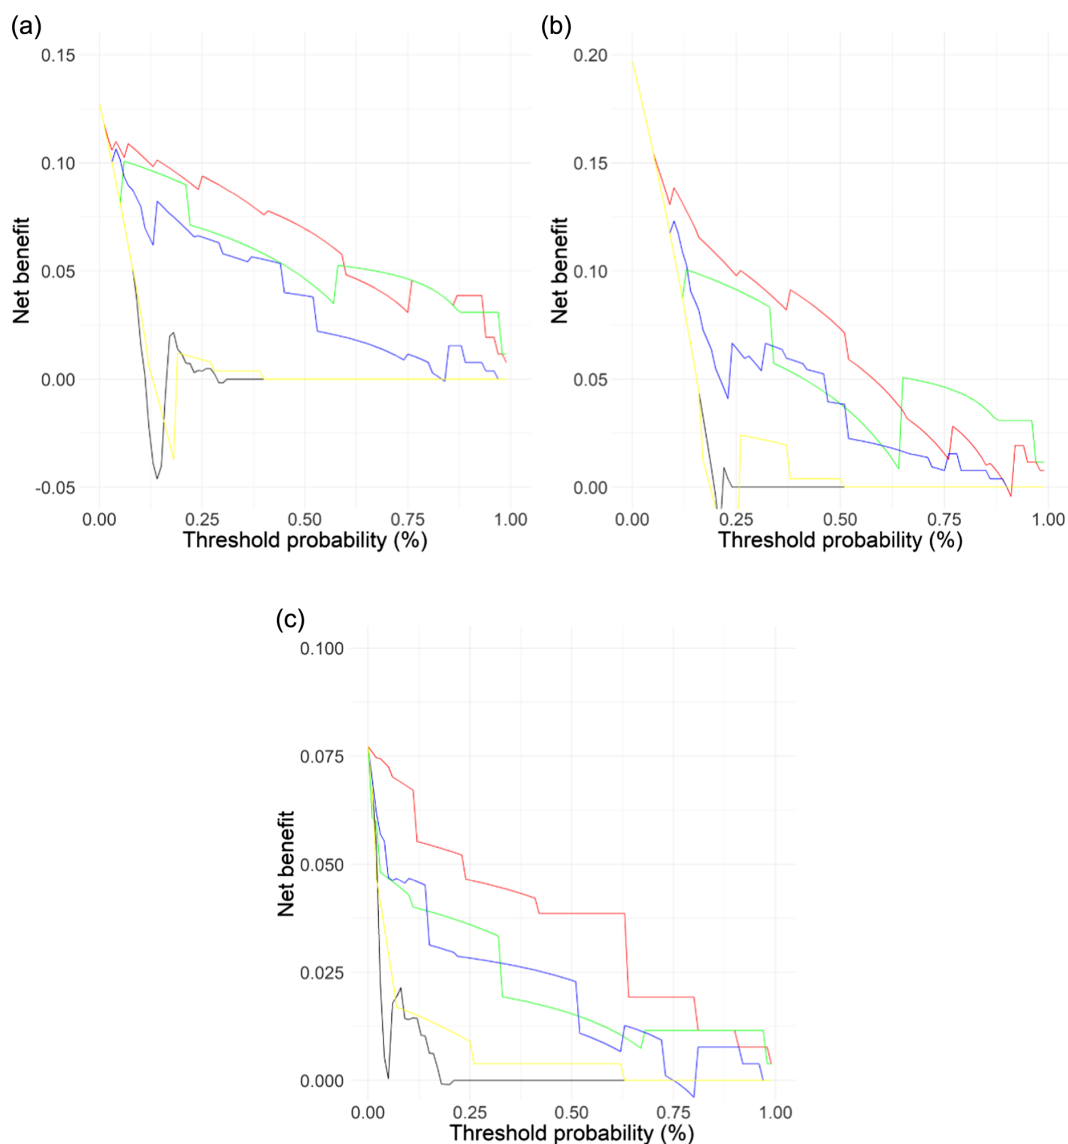 (a)
0.15
0.10
0.05
0.00
-0.05
Net benefit
0.00 0.25 0.50 0.75 1.00
Threshold probability (%)
(b)
0.20
0.15
0.10
0.05
0.00
Net benefit
0.00 0.25 0.50 0.75 1.00
Threshold probability (%)
(c)
0.100
0.075
0.050
0.025
0.000
Net benefit
0.00 0.25 0.50 0.75 1.00
Threshold probability (%)